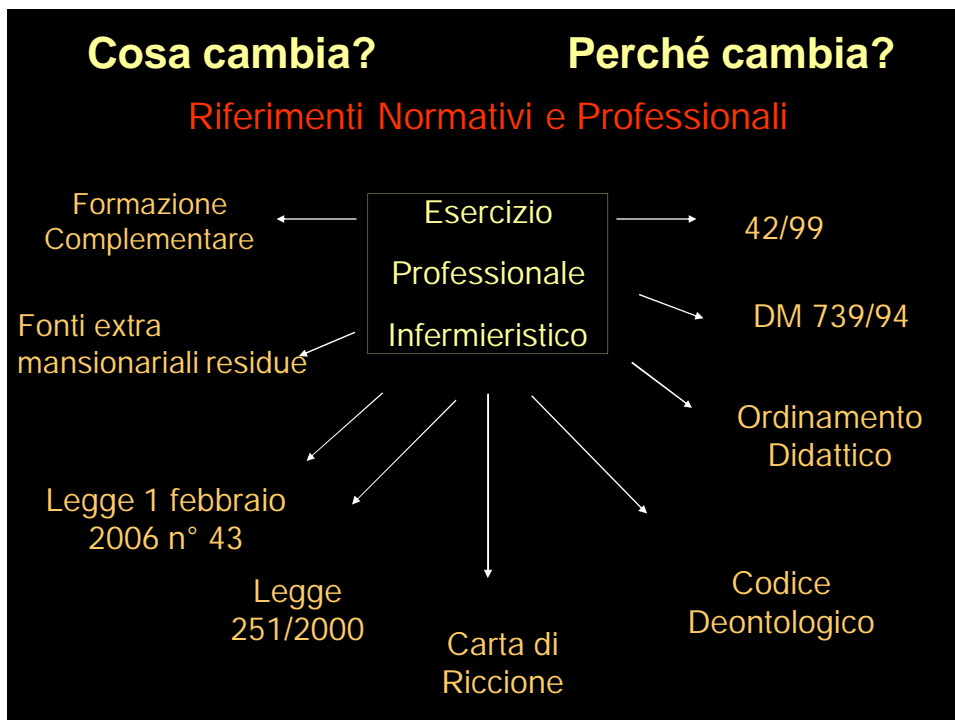 Cosa cambia? Perché cambia?
Riferimenti Normativi e Professionali
Formazione
Complementare
Esercizio
Professionale
Infermieristico
42/99
DM 739/94
Fonti extra
mansionariali residue
Ordinamento
Didattico
Legge 1 febbraio
2006 n° 43
Legge
251/2000
Carta di
Riccione
Codice
Deontologico